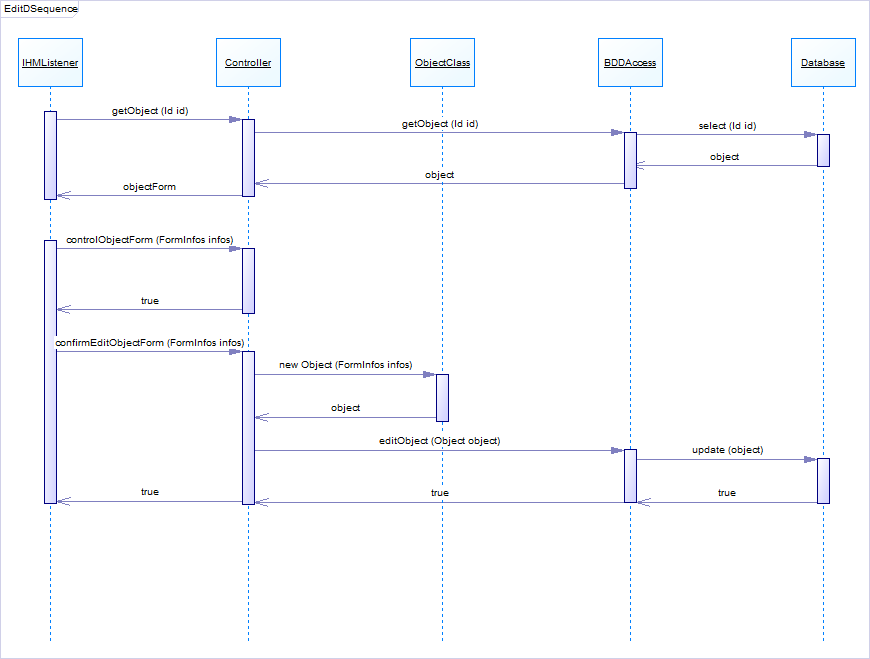 EditDSequence
IHMListener
Controller
ObjectClass
BDDAccess
Database
getObject (Id id)
getObject (Id id)
select (Id id)
object
object
objectForm
controlObjectForm (FormInfos infos)
true
confirmEditObjectForm (FormInfos infos)
new Object (FormInfos infos)
object
editObject (Object object)
update (object)
true
true
true